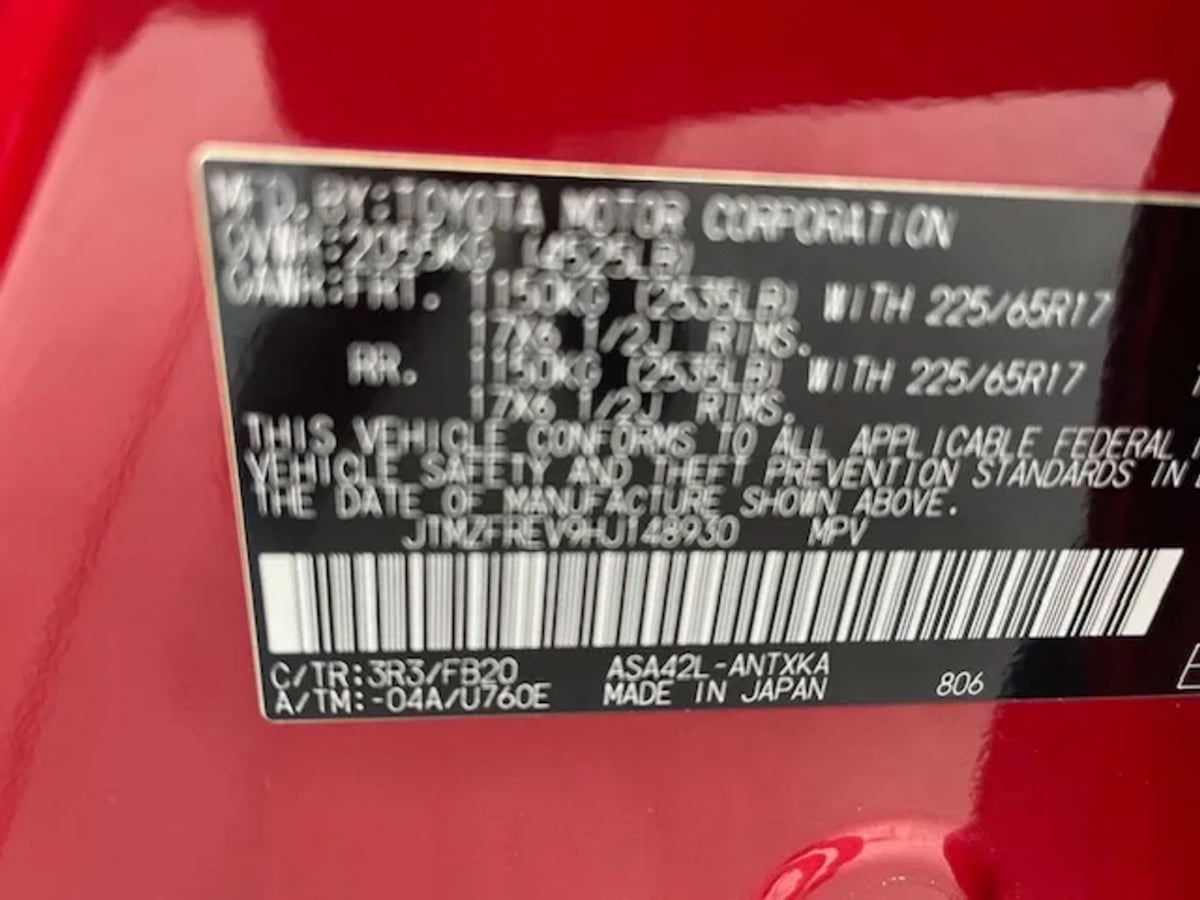 MFD. BY: TOYOTA MOTOR CORPORATION
GVWR: 2055KG (4525LB)
GAWR: FRT. 1150KG (2535LB) WITH 225/65R17
17X6 1/2J RIMS.
RR. 1150KG (2535LB) WITH 225/65R17
17X6 1/2J RIMS.
THIS VEHICLE CONFORMS TO ALL APPLICABLE FEDERAL
VEHICLE SAFETY AND THEFT PREVENTION STANDARDS IN
THE DATE OF MANUFACTURE SHOWN ABOVE.
JTMZFREV9HJ148930 MPV
C/TR:3R3/FB20 ASA42L-ANTXKA
A/TM:-04A/U760E MADE IN JAPAN 806